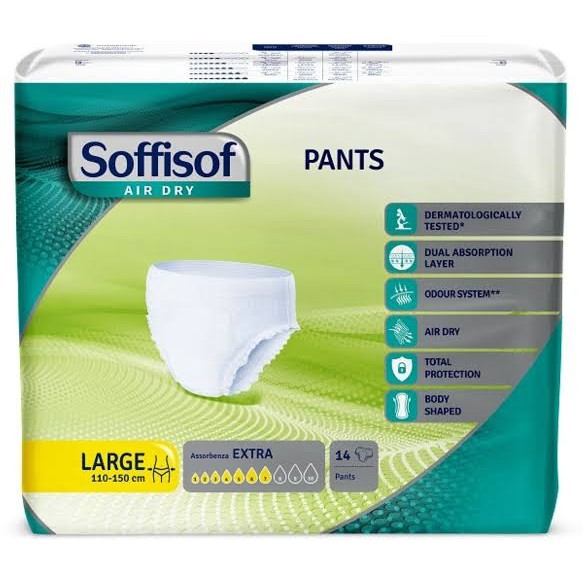 Soffisof
AIR DRY
PANTS
DERMATOLOGICALLY
TESTED*
DUAL ABSORPTION
LAYER
ODOUR SYSTEM**
AIR DRY
TOTAL
PROTECTION
BODY
SHAPED
LARGE
110-150 cm
Assorbenza EXTRA
14
Pants